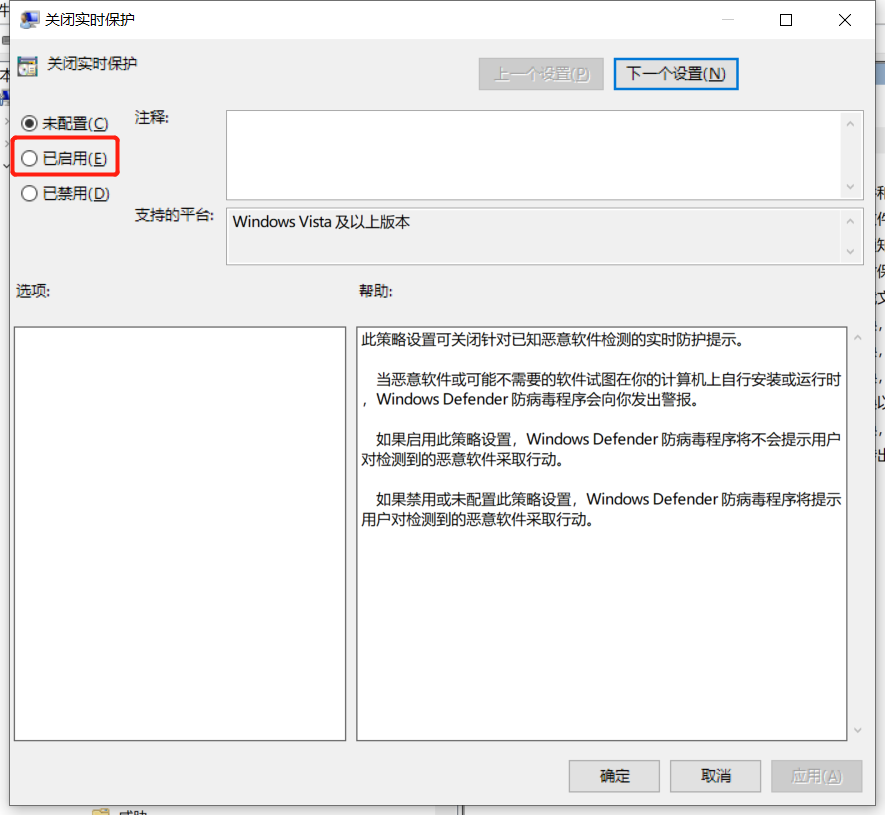 关闭实时保护
关闭实时保护
上一个设置(P)
下一个设置(N)
未配置(C)
注释:
已启用(E)
已禁用(D)
支持的平台:
Windows Vista 及以上版本
选项:
帮助:
此策略设置可关闭针对已知恶意软件检测的实时防护提示。
当恶意软件或可能不需要的软件试图在你的计算机上自行安装或运行时
，Windows Defender 防病毒程序会向你发出警报。
如果启用此策略设置，Windows Defender 防病毒程序将不会提示用户
对检测到的恶意软件采取行动。
如果禁用或未配置此策略设置，Windows Defender 防病毒程序将提示
用户对检测到的恶意软件采取行动。
确定
取消
应用(A)